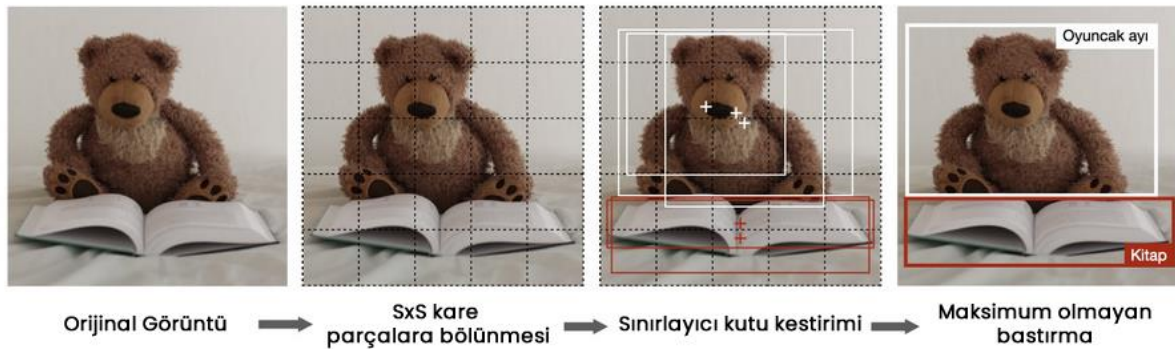 Oyuncak ayı
Kitap
Orijinal Görüntü
SxS kare
parçalara bölünmesi
Sınırlayıcı kutu kestirimi
Maksimum olmayan
bastırma